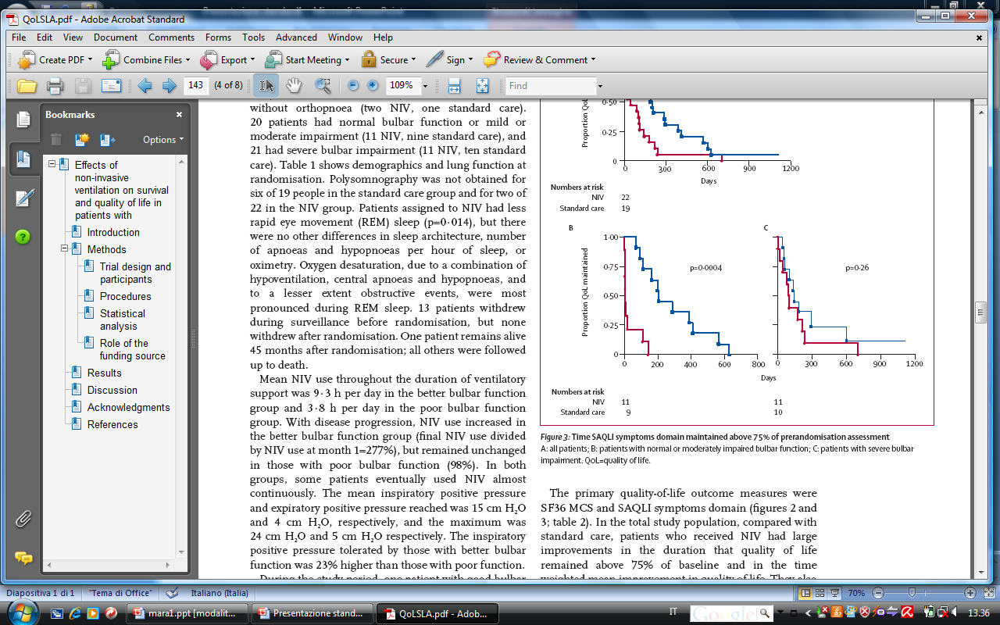 QoLSLA.pdf - Adobe Acrobat Standard
File Edit View Document Comments Forms Tools Advanced Window Help
Create PDF Combine Files Export Start Meeting Secure Sign Review & Comment
143 (4 of 8) 109% Find
Bookmarks
Options
Effects of
non-invasive
ventilation on survival
and quality of life in
patients with
Introduction
Methods
Trial design and
participants
Procedures
Statistical
analysis
Role of the
funding source
Results
Discussion
Acknowledgments
References
without orthopnoea (two NIV, one standard care).
20 patients had normal bulbar function or mild or
moderate impairment (11 NIV, nine standard care), and
21 had severe bulbar impairment (11 NIV, ten standard
care). Table 1 shows demographics and lung function at
randomisation. Polysomnography was not obtained for
six of 19 people in the standard care group and for two of
22 in the NIV group. Patients assigned to NIV had less
rapid eye movement (REM) sleep (p=0·014), but there
were no other differences in sleep architecture, number
of apnoeas and hypopnoeas per hour of sleep, or
oximetry. Oxygen desaturation, due to a combination of
hypoventilation, central apnoeas and hypopnoeas, and
to a lesser extent obstructive events, were most
pronounced during REM sleep. 13 patients withdrew
during surveillance before randomisation, but none
withdrew after randomisation. One patient remains alive
45 months after randomisation; all others were followed
up to death.
Mean NIV use throughout the duration of ventilatory
support was 9·3 h per day in the better bulbar function
group and 3·8 h per day in the poor bulbar function
group. With disease progression, NIV use increased in
the better bulbar function group (final NIV use divided
by NIV use at month 1=277%), but remained unchanged
in those with poor bulbar function (98%). In both
groups, some patients eventually used NIV almost
continuously. The mean inspiratory positive pressure
and expiratory positive pressure reached was 15 cm H₂O
and 4 cm H₂O, respectively, and the maximum was
24 cm H₂O and 5 cm H₂O respectively. The inspiratory
positive pressure tolerated by those with better bulbar
function was 23% higher than those with poor function.
During the study period, one patient with good bulbar
Proportion QoL
0·50
0·25
0
0 300 600 900 1200
Days
Numbers at risk
NIV 22
Standard care 19
B
Proportion QoL maintained
1·00
0·75
0·50
0·25
0
p=0·0004
0 200 400 600 800
C
p=0·26
0 300 600 900 1200
Days
Numbers at risk
NIV 11 11
Standard care 9 10
Figure 3: Time SAQLI symptoms domain maintained above 75% of prerandomisation assessment
A: all patients; B: patients with normal or moderately impaired bulbar function; C: patients with severe bulbar
impairment. QoL=quality of life.
The primary quality-of-life outcome measures were
SF36 MCS and SAQLI symptoms domain (figures 2 and
3; table 2). In the total study population, compared with
standard care, patients who received NIV had large
improvements in the duration that quality of life
remained above 75% of baseline and in the time
weighted mean improvement in quality of life. They also
Diapositiva 1 di 1 "Tema di Office" Italiano (Italia) 70%
mara1.ppt [modalit... Presentazione stand... QoLSLA.pdf - Adob... IT Google 13.36